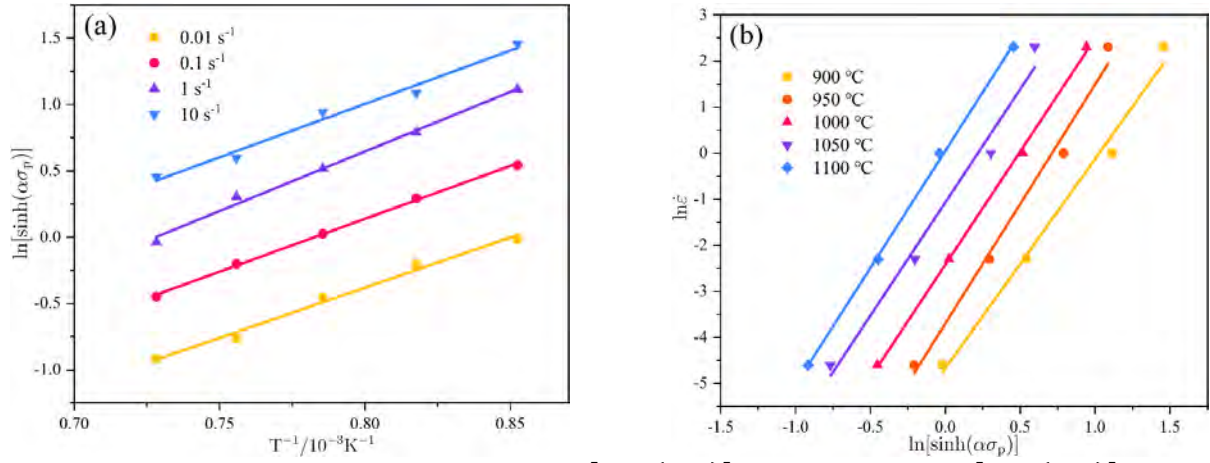 (a)
0.01 s⁻¹
0.1 s⁻¹
1 s⁻¹
10 s⁻¹
1.5
1.0
0.5
0.0
-0.5
-1.0
ln[sinh(ασₚ)]
0.70 0.75 0.80 0.85
T⁻¹/10⁻³K⁻¹
(b)
900 ℃
950 ℃
1000 ℃
1050 ℃
1100 ℃
3
2
1
0
-1
-2
-3
-4
-5
lnε̇
-1.5 -1.0 -0.5 0.0 0.5 1.0 1.5
ln[sinh(ασₚ)]